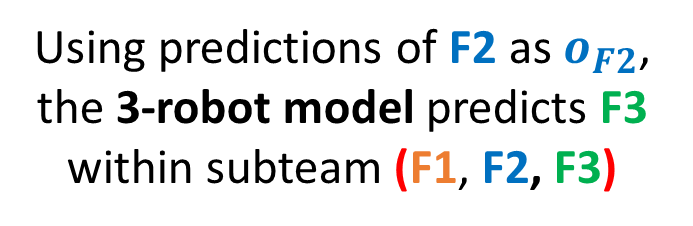 Using predictions of F2 as o_F2,
the 3-robot model predicts F3
within subteam (F1, F2, F3)